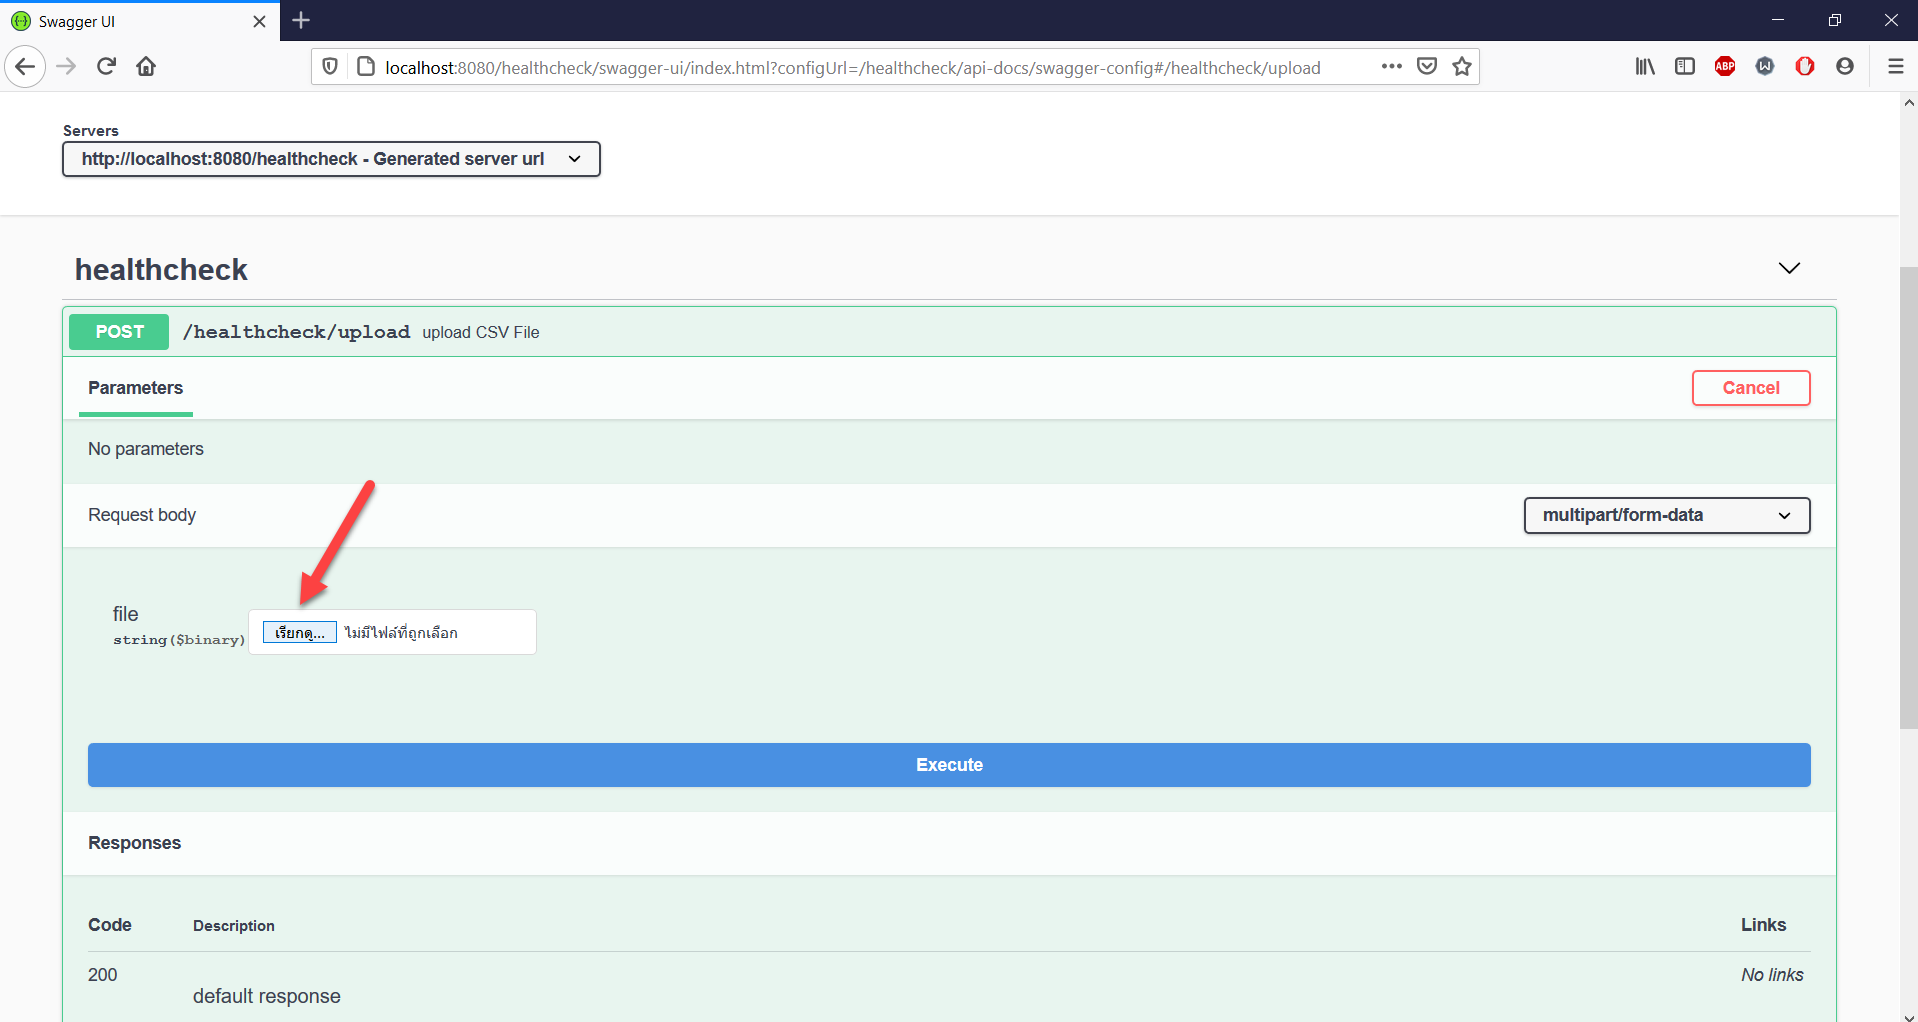 Swagger UI
localhost:8080/healthcheck/swagger-ui/index.html?configUrl=/healthcheck/api-docs/swagger-config#/healthcheck/upload
ABP
Servers
http://localhost:8080/healthcheck - Generated server url
healthcheck
POST /healthcheck/upload upload CSV File
Parameters
Cancel
No parameters
Request body
multipart/form-data
file
string($binary)
เรียกดู... ไม่มีไฟล์ที่ถูกเลือก
Execute
Responses
Code Description Links
200
No links
default response